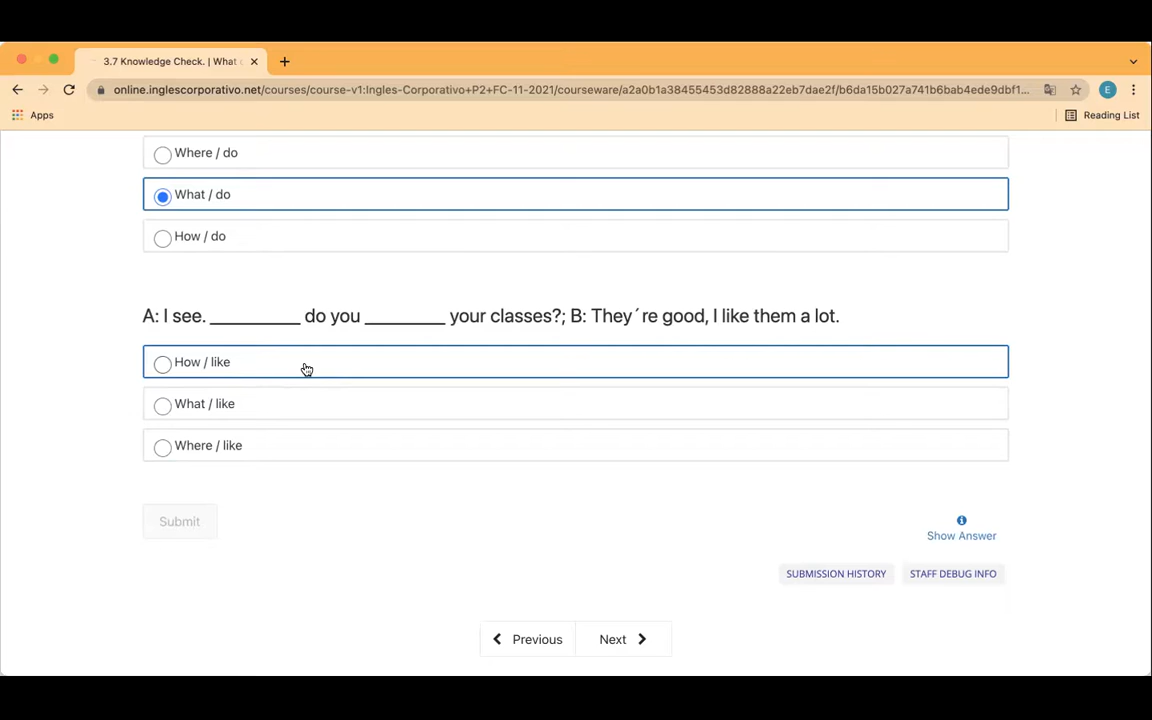 3.7 Knowledge Check. | What
online.inglescorporativo.net/courses/course-v1:Ingles-Corporativo+P2+FC-11-2021/courseware/a2a0b1a38455453d82888a22eb7dae2f/b6da15b027a741b6bab4ede9dbf1...
E
Apps
Reading List
Where / do
What / do
How / do
A: I see. __________ do you _________ your classes?; B: They´re good, I like them a lot.
How / like
What / like
Where / like
Submit
Show Answer
SUBMISSION HISTORY
STAFF DEBUG INFO
Previous
Next